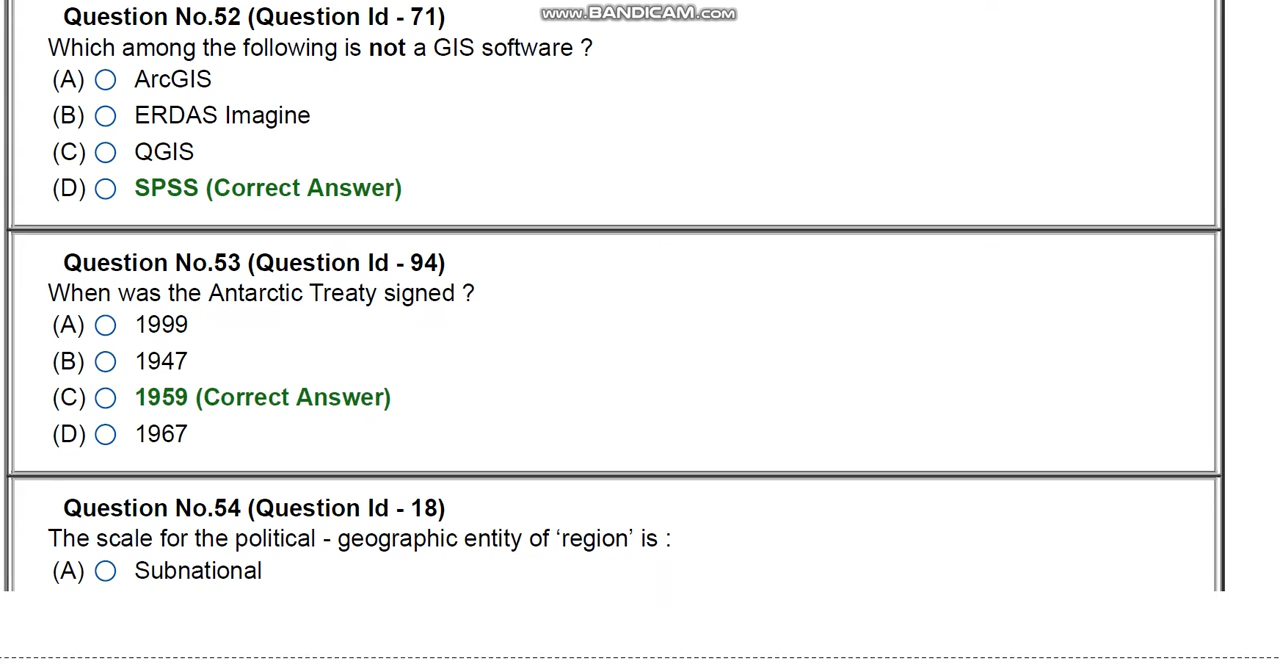 www.BANDICAM.com
Question No.52 (Question Id - 71)
Which among the following is not a GIS software ?
(A) ArcGIS
(B) ERDAS Imagine
(C) QGIS
(D) SPSS (Correct Answer)
Question No.53 (Question Id - 94)
When was the Antarctic Treaty signed ?
(A) 1999
(B) 1947
(C) 1959 (Correct Answer)
(D) 1967
Question No.54 (Question Id - 18)
The scale for the political - geographic entity of ‘region’ is :
(A) Subnational